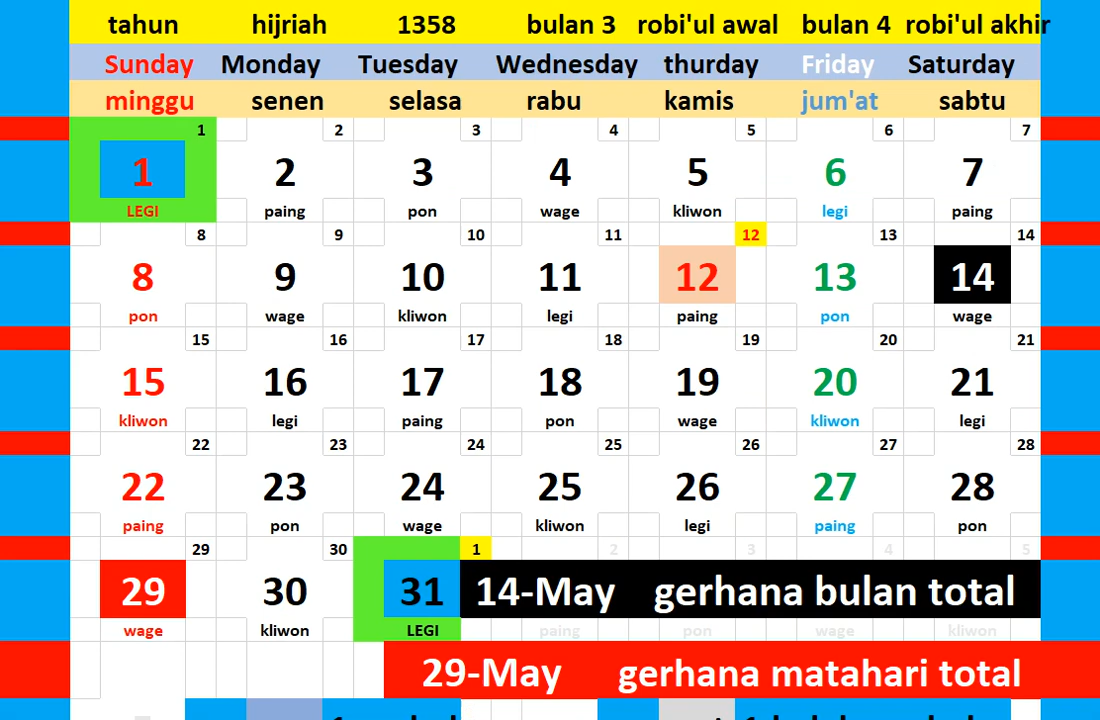 tahun hijriah 1358 bulan 3 robi'ul awal bulan 4 robi'ul akhir
Sunday Monday Tuesday Wednesday thurday Friday Saturday
minggu senen selasa rabu kamis jum'at sabtu
1 2 3 4 5 6 7
1 2 3 4 5 6 7
LEGI paing pon wage kliwon legi paing
8 9 10 11 12 13 14
8 9 10 11 12 13 14
pon wage kliwon legi paing pon wage
15 16 17 18 19 20 21
15 16 17 18 19 20 21
kliwon legi paing pon wage kliwon legi
22 23 24 25 26 27 28
22 23 24 25 26 27 28
paing pon wage kliwon legi paing pon
29 30 1 2 3 4 5
29 30 31 14-May gerhana bulan total
wage kliwon LEGI paing pon wage kliwon
29-May gerhana matahari total